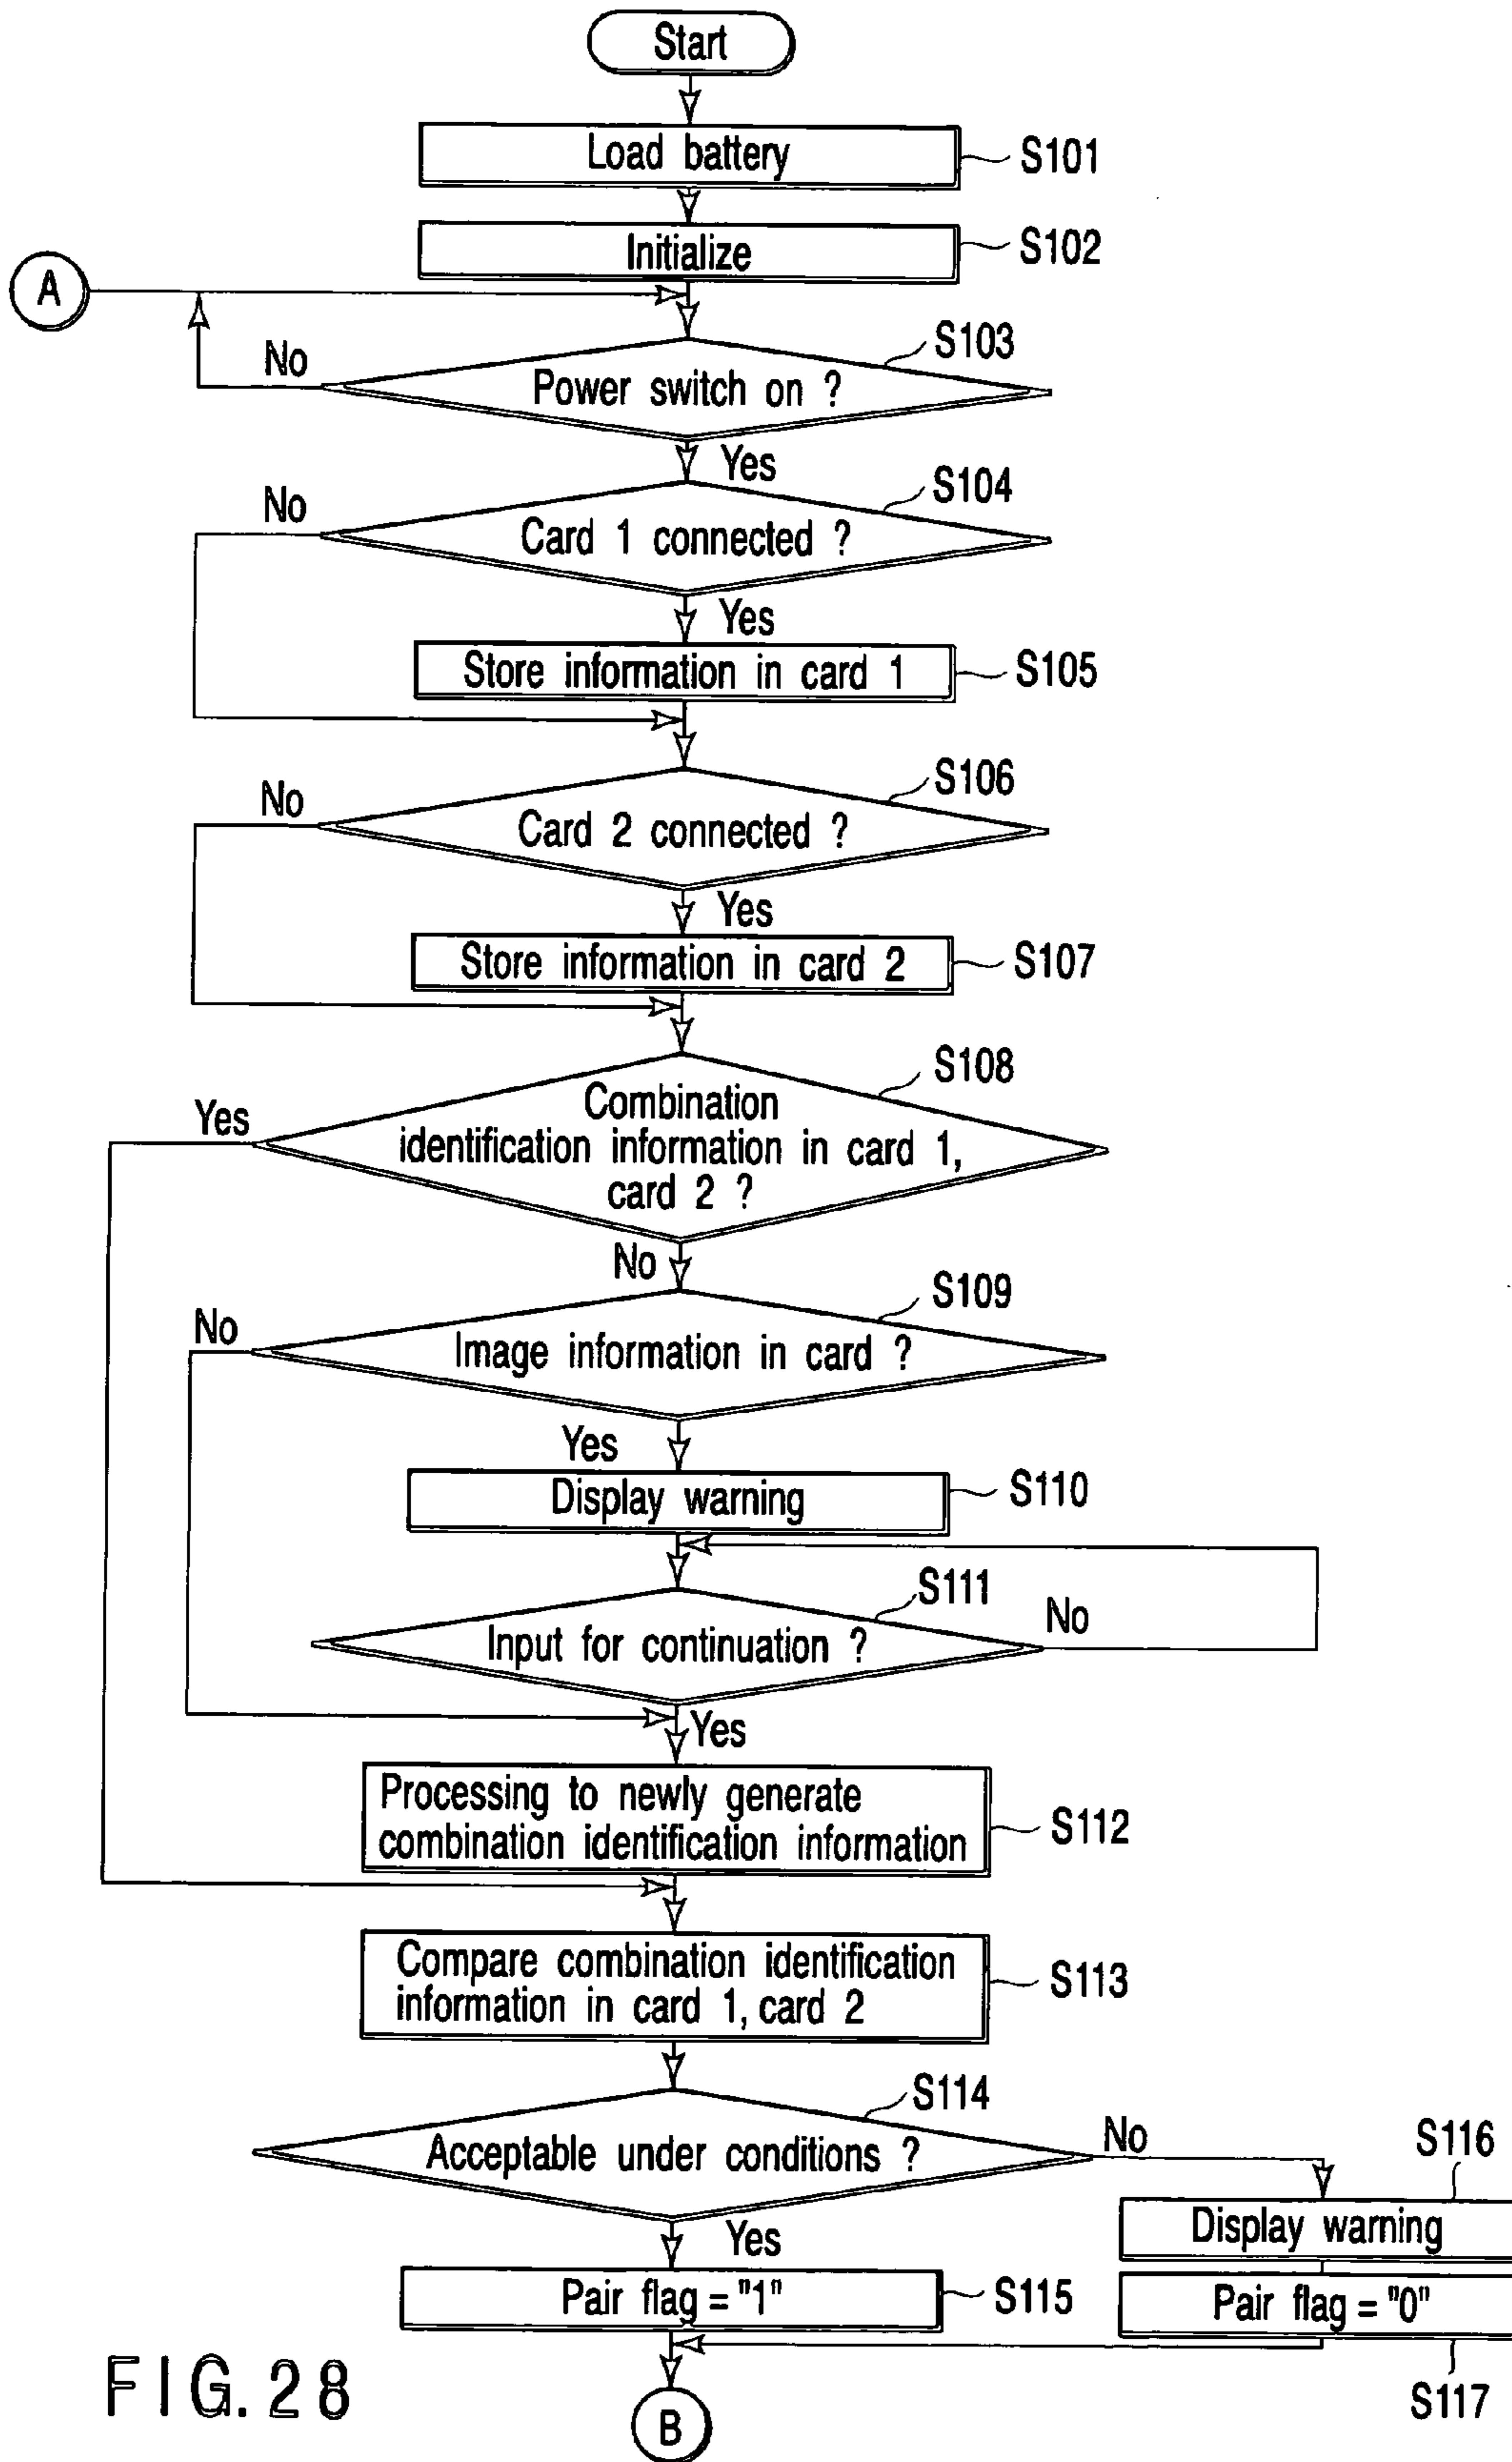 Start
Load battery
S101
Initialize
S102
A
S103
No
Power switch on ?
Yes
S104
No
Card 1 connected ?
Yes
Store information in card 1
S105
S106
No
Card 2 connected ?
Yes
Store information in card 2
S107
S108
Yes
Combination
identification information in card 1,
card 2 ?
No
S109
No
Image information in card ?
Yes
Display warning
S110
S111
Input for continuation ?
No
Yes
Processing to newly generate
combination identification information
S112
Compare combination identification
information in card 1, card 2
S113
S114
Acceptable under conditions ?
No
S116
Yes
Display warning
Pair flag = "1"
S115
Pair flag = "0"
S117
B
FIG. 28